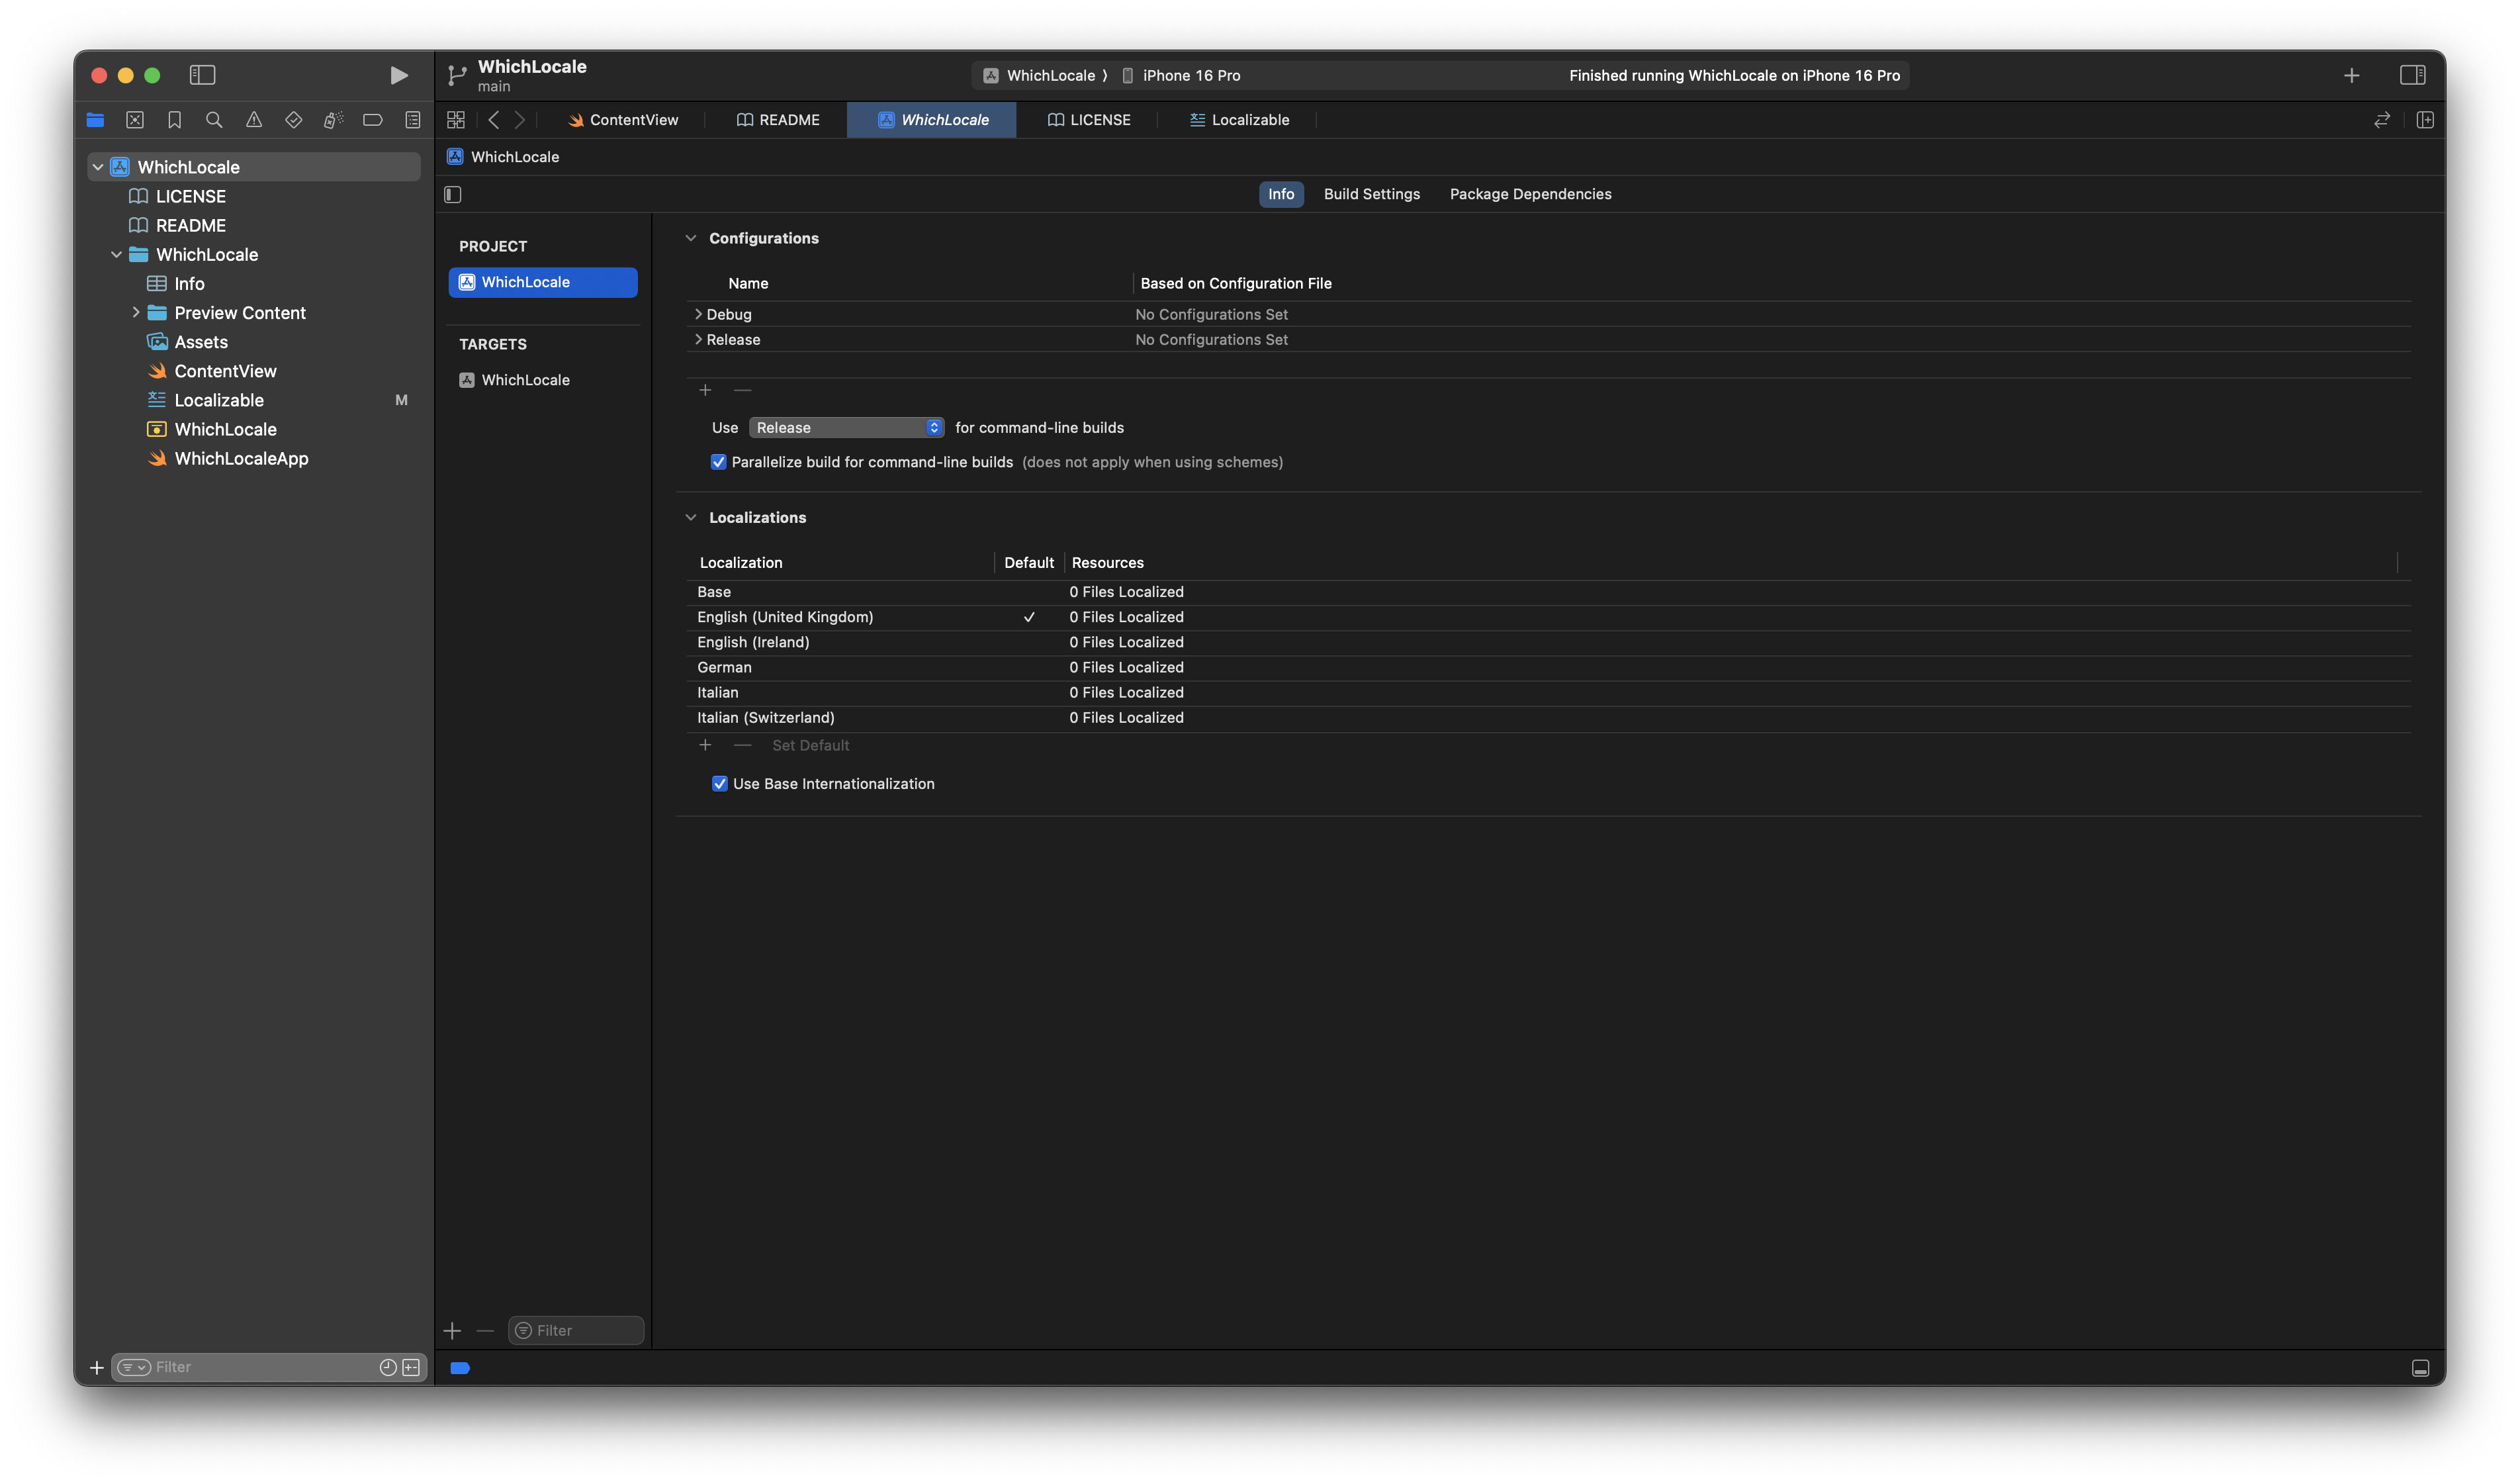 WhichLocale
main
WhichLocale ⟩ iPhone 16 Pro
Finished running WhichLocale on iPhone 16 Pro
ContentView
README
WhichLocale
LICENSE
Localizable
WhichLocale
LICENSE
README
WhichLocale
Info
Preview Content
Assets
ContentView
Localizable M
WhichLocale
WhichLocaleApp
Filter
WhichLocale
Info Build Settings Package Dependencies
PROJECT
WhichLocale
TARGETS
WhichLocale
Filter
Configurations
Name Based on Configuration File
Debug No Configurations Set
Release No Configurations Set
Use Release for command-line builds
Parallelize build for command-line builds (does not apply when using schemes)
Localizations
Localization Default Resources
Base 0 Files Localized
English (United Kingdom) ✓ 0 Files Localized
English (Ireland) 0 Files Localized
German 0 Files Localized
Italian 0 Files Localized
Italian (Switzerland) 0 Files Localized
Set Default
Use Base Internationalization